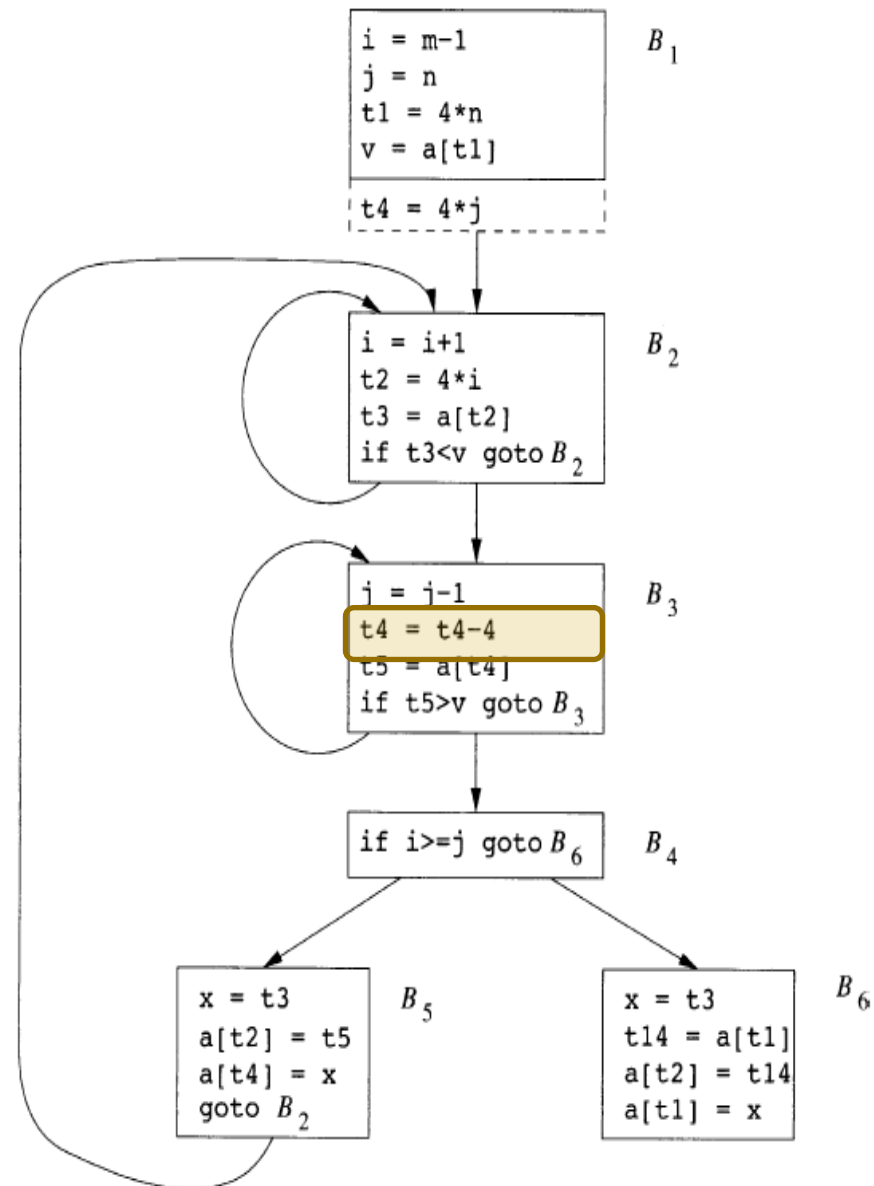 i = m-1
j = n
t1 = 4*n
v = a[t1]
B1
t4 = 4*j
i = i+1
t2 = 4*i
t3 = a[t2]
if t3<v goto B2
B2
j = j-1
t4 = t4-4
t5 = a[t4]
if t5>v goto B3
B3
if i>=j goto B6
B4
x = t3
a[t2] = t5
a[t4] = x
goto B2
B5
x = t3
t14 = a[t1]
a[t2] = t14
a[t1] = x
B6